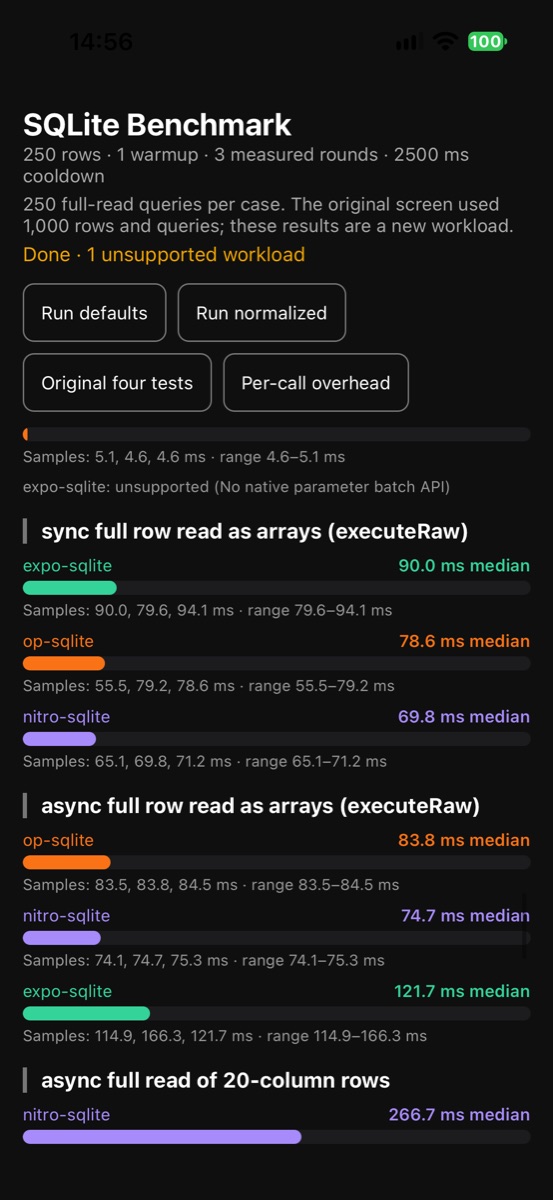 14:56
100
SQLite Benchmark
250 rows · 1 warmup · 3 measured rounds · 2500 ms
cooldown
250 full-read queries per case. The original screen used
1,000 rows and queries; these results are a new workload.
Done · 1 unsupported workload
Run defaults
Run normalized
Original four tests
Per-call overhead
Samples: 5.1, 4.6, 4.6 ms · range 4.6–5.1 ms
expo-sqlite: unsupported (No native parameter batch API)
sync full row read as arrays (executeRaw)
expo-sqlite 90.0 ms median
Samples: 90.0, 79.6, 94.1 ms · range 79.6–94.1 ms
op-sqlite 78.6 ms median
Samples: 55.5, 79.2, 78.6 ms · range 55.5–79.2 ms
nitro-sqlite 69.8 ms median
Samples: 65.1, 69.8, 71.2 ms · range 65.1–71.2 ms
async full row read as arrays (executeRaw)
op-sqlite 83.8 ms median
Samples: 83.5, 83.8, 84.5 ms · range 83.5–84.5 ms
nitro-sqlite 74.7 ms median
Samples: 74.1, 74.7, 75.3 ms · range 74.1–75.3 ms
expo-sqlite 121.7 ms median
Samples: 114.9, 166.3, 121.7 ms · range 114.9–166.3 ms
async full read of 20-column rows
nitro-sqlite 266.7 ms median